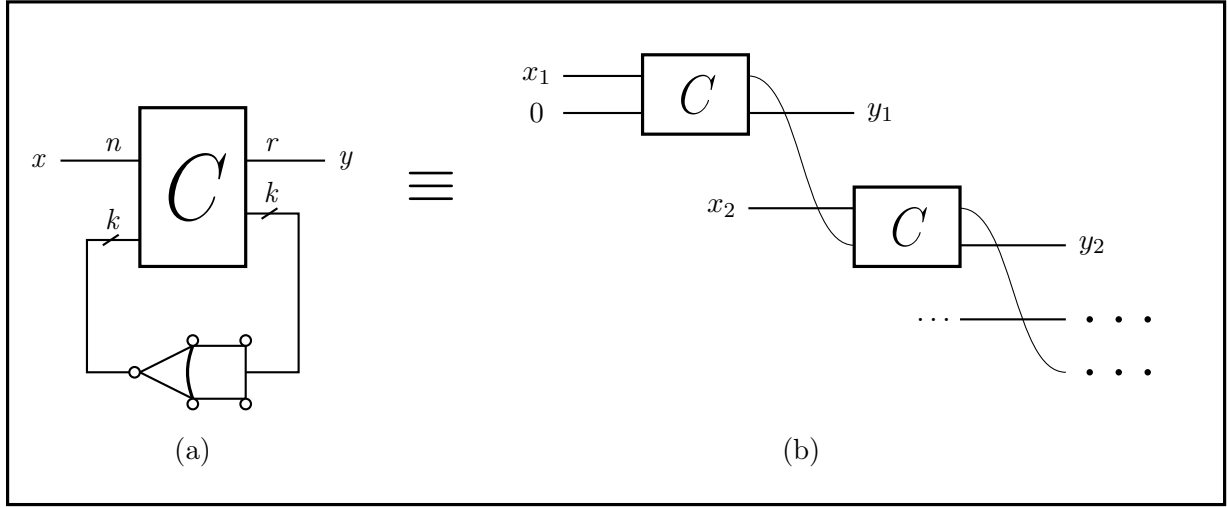 x n C r y
k k
(a)
≡
x₁ C
0 y₁
x₂ C
y₂
··· • • •
• • •
(b)